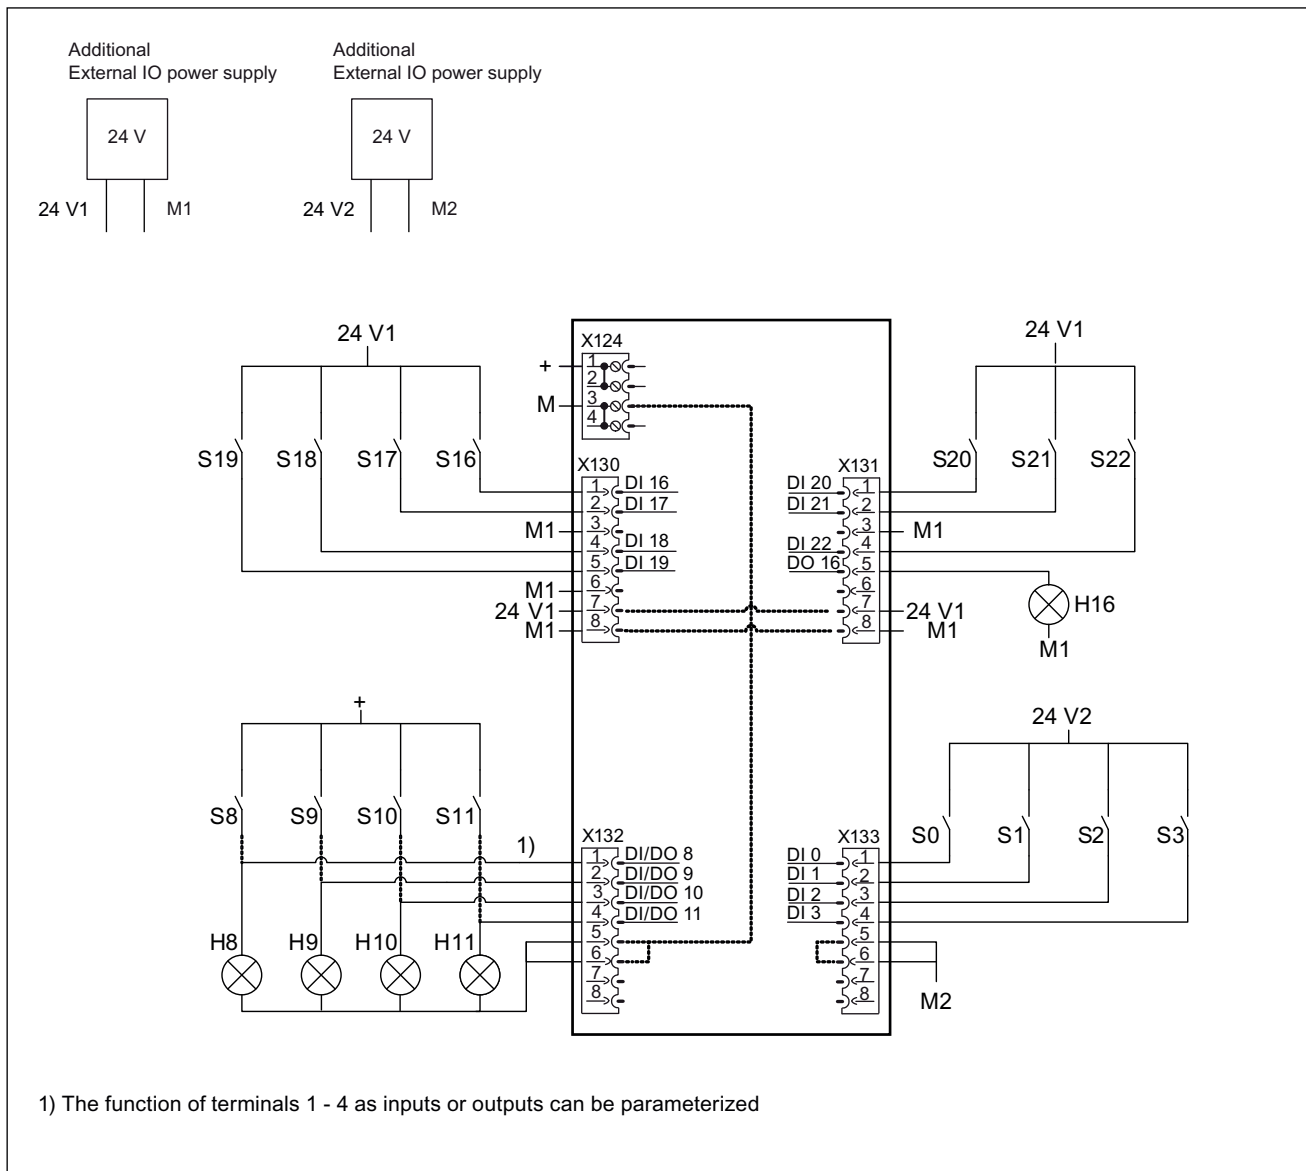 Additional
External IO power supply
24 V
24 V1
M1
Additional
External IO power supply
24 V
24 V2
M2
24 V1
S19
S18
S17
S16
X124
+
M
1
2
3
4
X130
1
2
3
4
5
6
7
8
DI 16
DI 17
DI 18
DI 19
M1
M1
24 V1
M1
24 V1
S20
S21
S22
X131
DI 20
DI 21
DI 22
DO 16
1
2
3
4
5
6
7
8
M1
24 V1
M1
H16
M1
+
S8
S9
S10
S11
1)
H8
H9
H10
H11
X132
1
2
3
4
5
6
7
8
DI/DO 8
DI/DO 9
DI/DO 10
DI/DO 11
24 V2
S0
S1
S2
S3
X133
DI 0
DI 1
DI 2
DI 3
1
2
3
4
5
6
7
8
M2
1) The function of terminals 1 - 4 as inputs or outputs can be parameterized